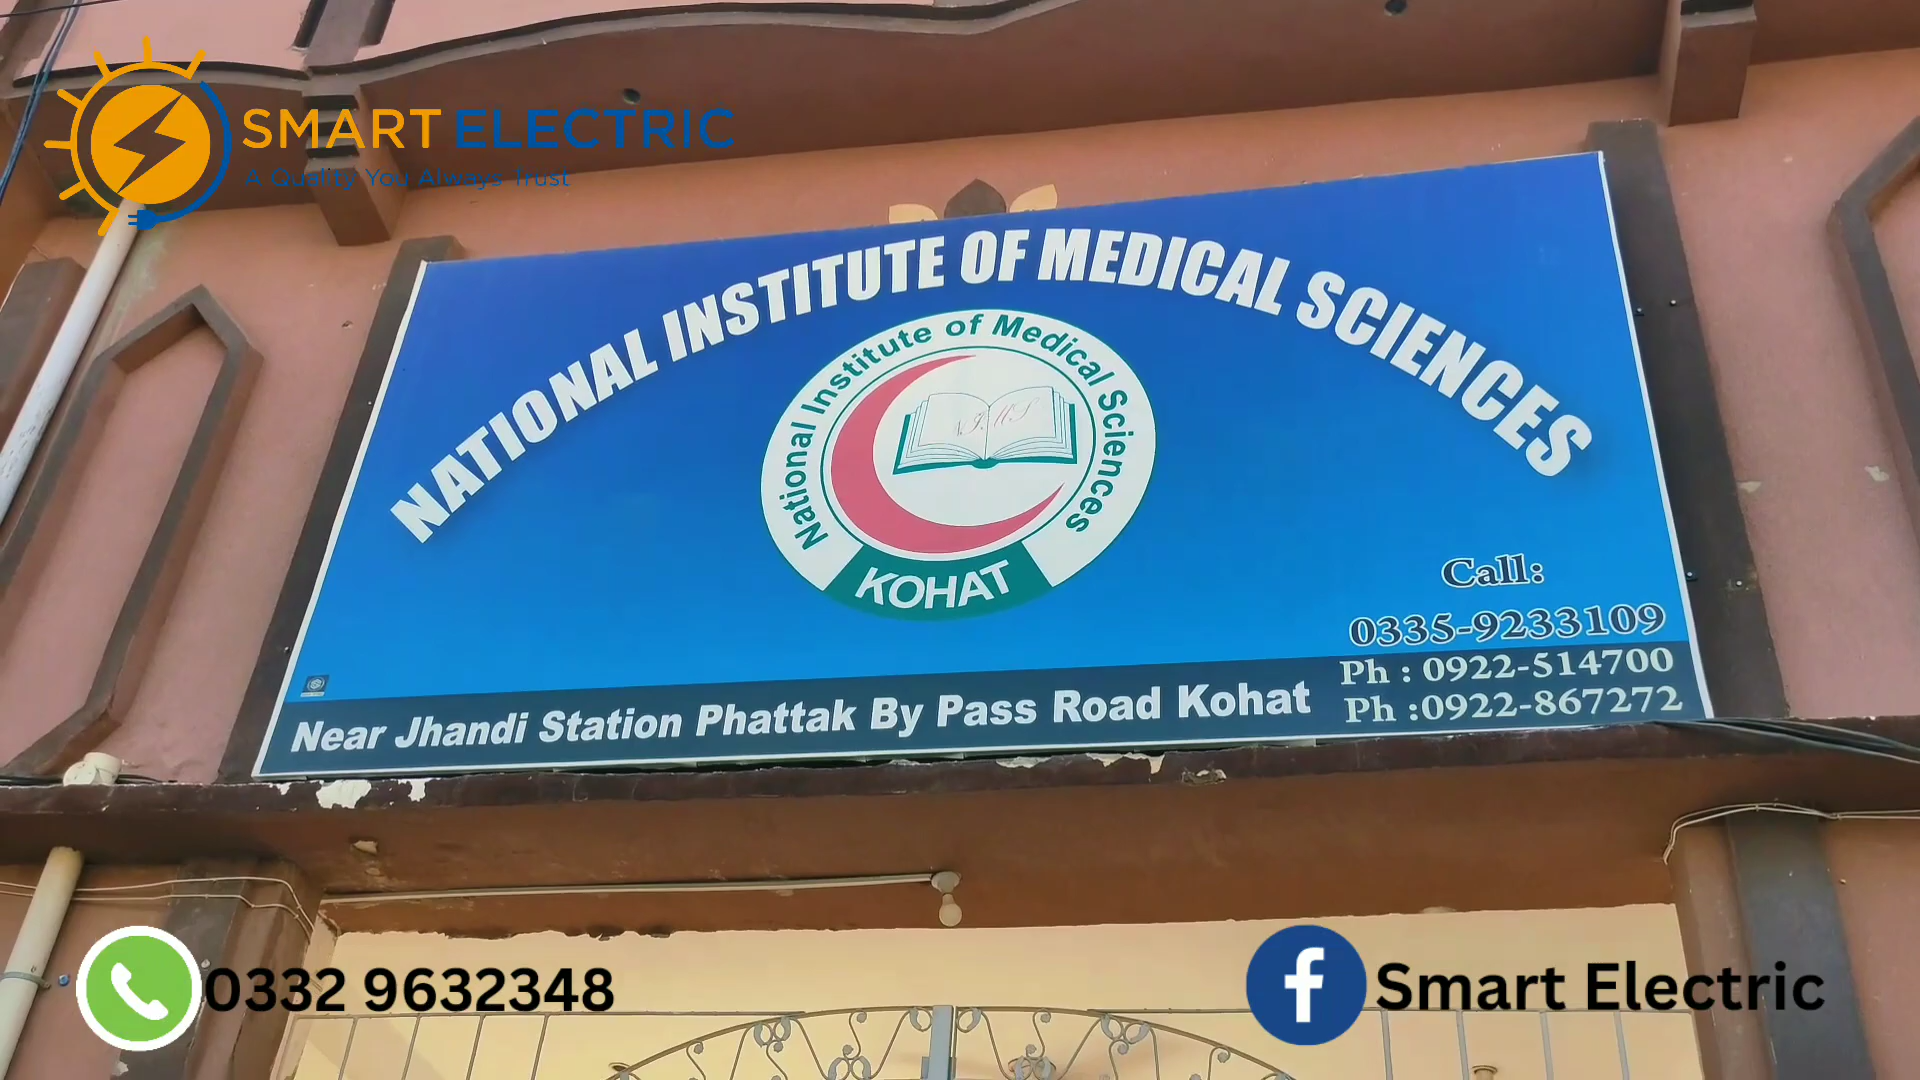 SMART ELECTRIC
A Quality You Always Trust
NATIONAL INSTITUTE OF MEDICAL SCIENCES
National Institute of Medical Sciences
KOHAT
Call:
0335-9233109
Ph : 0922-514700
Ph :0922-867272
Near Jhandi Station Phattak By Pass Road Kohat
0332 9632348
Smart Electric